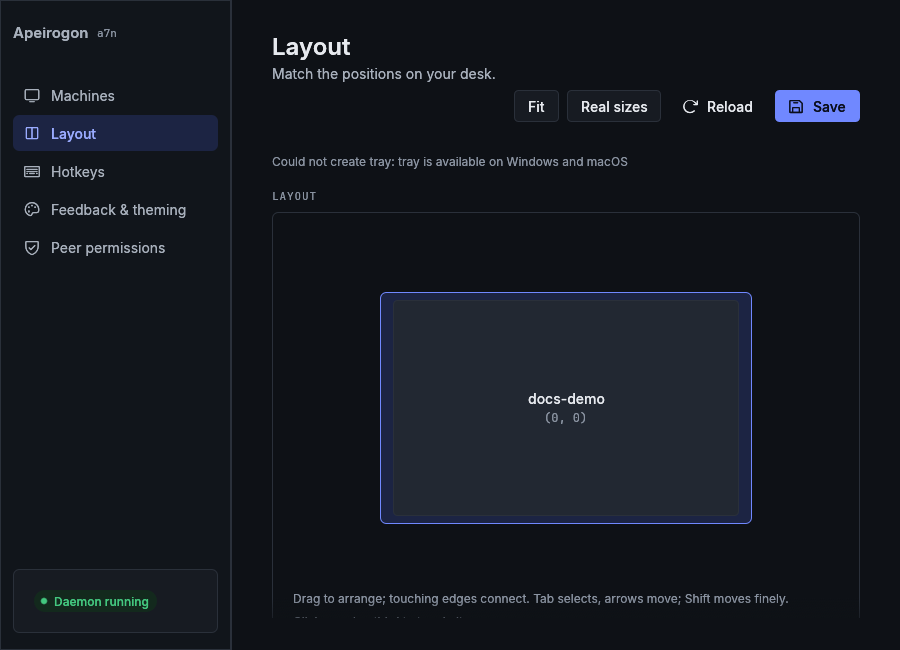 Apeirogon a7n
Machines
Layout
Hotkeys
Feedback & theming
Peer permissions
Daemon running
Layout
Match the positions on your desk.
Fit
Real sizes
Reload
Save
Could not create tray: tray is available on Windows and macOS
LAYOUT
docs-demo
(0, 0)
Drag to arrange; touching edges connect. Tab selects, arrows move; Shift moves finely.